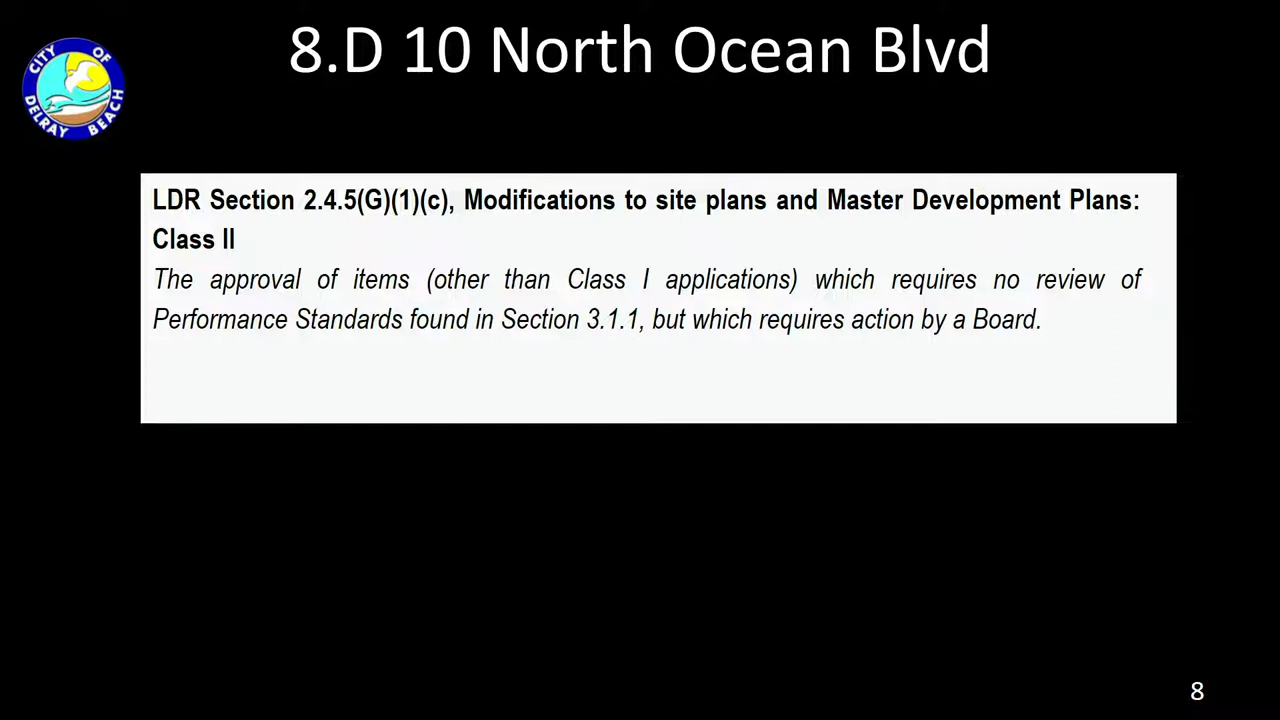 8.D 10 North Ocean Blvd
CITY OF
DELRAY BEACH
LDR Section 2.4.5(G)(1)(c), Modifications to site plans and Master Development Plans:
Class II
The approval of items (other than Class I applications) which requires no review of
Performance Standards found in Section 3.1.1, but which requires action by a Board.
8